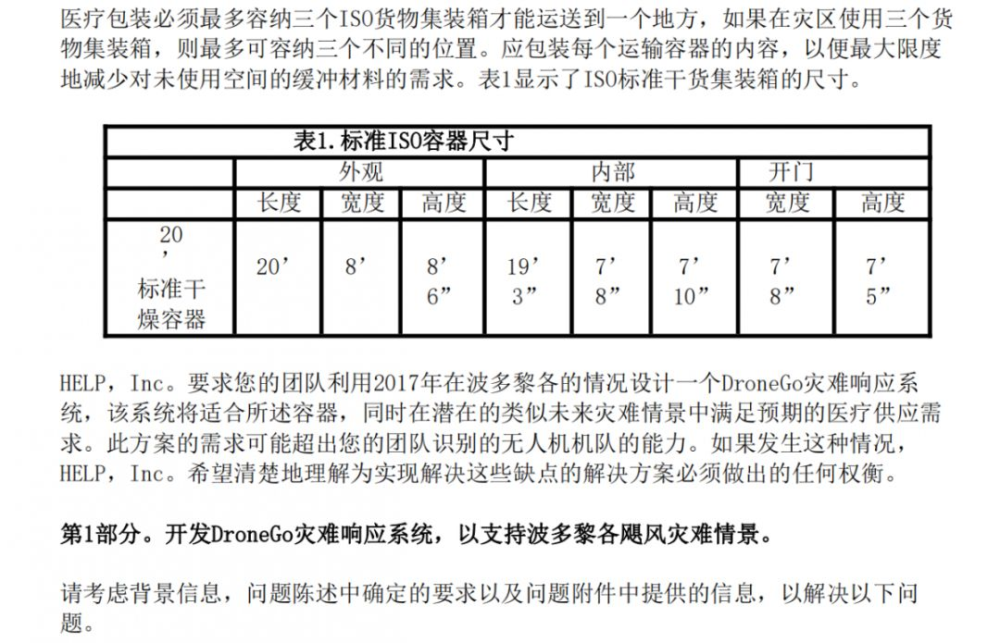 医疗包装必须最多容纳三个ISO货物集装箱才能运送到一个地方，如果在灾区使用三个货
物集装箱，则最多可容纳三个不同的位置。应包装每个运输容器的内容，以便最大限度
地减少对未使用空间的缓冲材料的需求。表1显示了ISO标准干货集装箱的尺寸。
表1.标准ISO容器尺寸
外观 内部 开门
长度 宽度 高度 长度 宽度 高度 宽度 高度
20
’
标准干
燥容器
20’ 8’ 8’ 19’ 7’ 7’ 7’ 7’
6” 3” 8” 10” 8” 5”
HELP，Inc。要求您的团队利用2017年在波多黎各的情况设计一个DroneGo灾难响应系
统，该系统将适合所述容器，同时在潜在的类似未来灾难情景中满足预期的医疗供应需
求。此方案的需求可能超出您的团队识别的无人机机队的能力。如果发生这种情况，
HELP，Inc。希望清楚地理解为实现解决这些缺点的解决方案必须做出的任何权衡。
第1部分。开发DroneGo灾难响应系统，以支持波多黎各飓风灾难情景。
请考虑背景信息，问题陈述中确定的要求以及问题附件中提供的信息，以解决以下问
题。